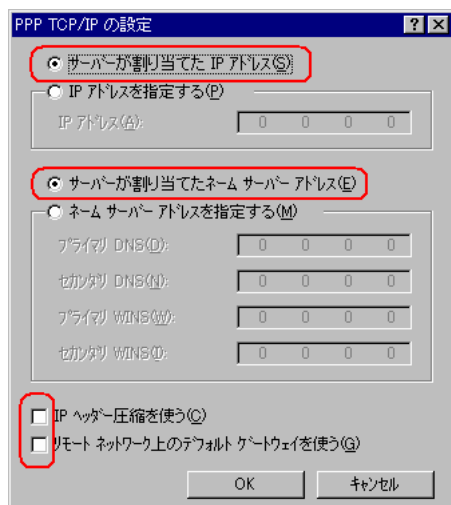 PPP TCP/IP の設定
サーバーが割り当てた IP アドレス(S)
IP アドレスを指定する(P)
IP アドレス(A): 0 0 0 0
サーバーが割り当てたネーム サーバー アドレス(E)
ネーム サーバー アドレスを指定する(M)
プライマリ DNS(D): 0 0 0 0
セカンダリ DNS(N): 0 0 0 0
プライマリ WINS(W): 0 0 0 0
セカンダリ WINS(I): 0 0 0 0
IP ヘッダー圧縮を使う(C)
リモート ネットワーク上のデフォルト ゲートウェイを使う(G)
OK キャンセル